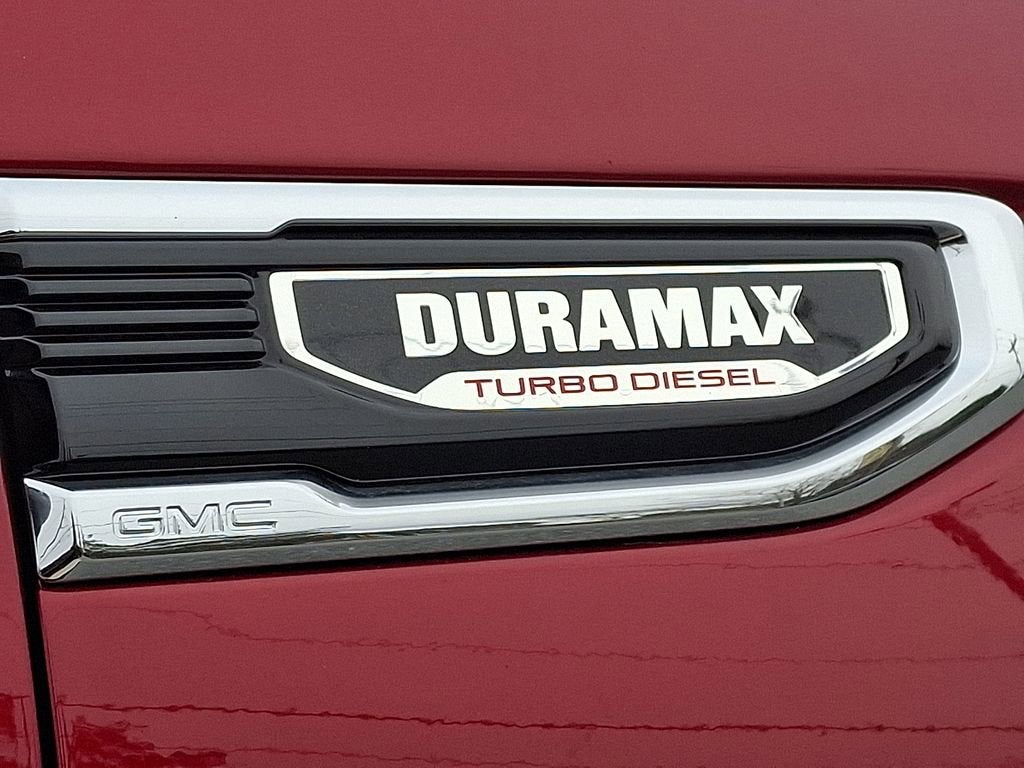 DURAMAX
TURBO DIESEL
GMC